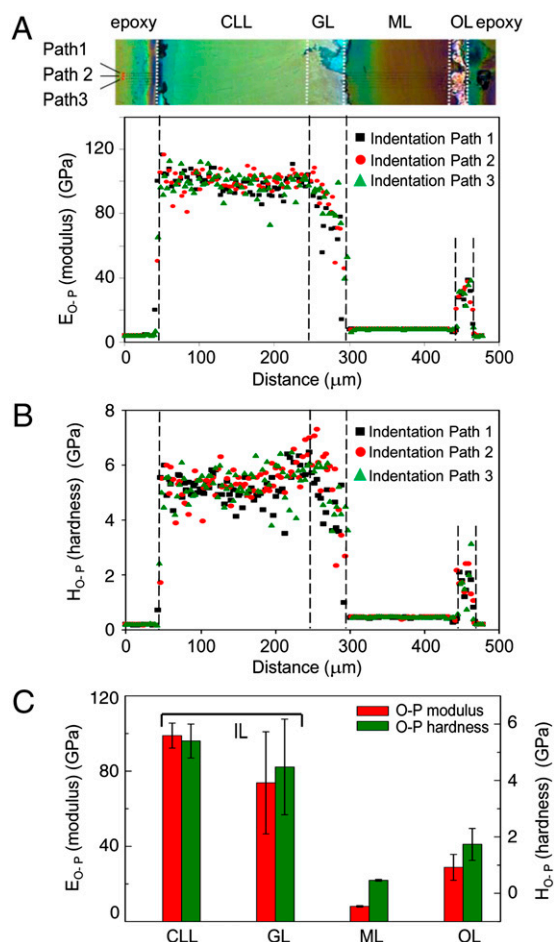 A
epoxy CLL GL ML OL epoxy
Path1
Path 2
Path3
120
80
40
0
E O-P (modulus) (GPa)
Indentation Path 1
Indentation Path 2
Indentation Path 3
0 100 200 300 400 500
Distance (μm)
B
8
6
4
2
0
H O-P (hardness) (GPa)
Indentation Path 1
Indentation Path 2
Indentation Path 3
0 100 200 300 400 500
Distance (μm)
C
120
80
40
0
E O-P (modulus) (GPa)
IL
O-P modulus
O-P hardness
6
4
2
0
H O-P (hardness) (GPa)
CLL GL ML OL